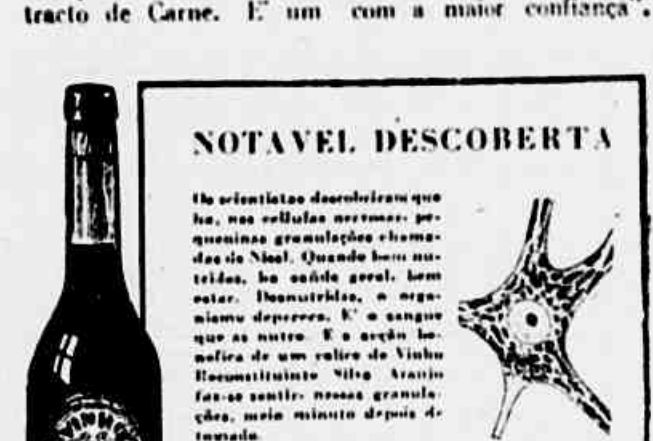 tracto de Carne. E' um com a maior confiança".
NOTAVEL DESCOBERTA
Os scientistas descobriram que
ha, nas cellulas nervosas, pe-
queninas granulações chama-
das de Nissl. Quando bem nu-
tridas, ha saúde geral, bem
estar. Desnutridas, o orga-
nismo deperece. E' o sangue
que as nutre. E a acção be-
nefica de um calice de Vinho
Reconstituinte Silva Araujo
faz-se sentir, nessas granula-
ções, meio minuto depois de
tomado.
VINHO